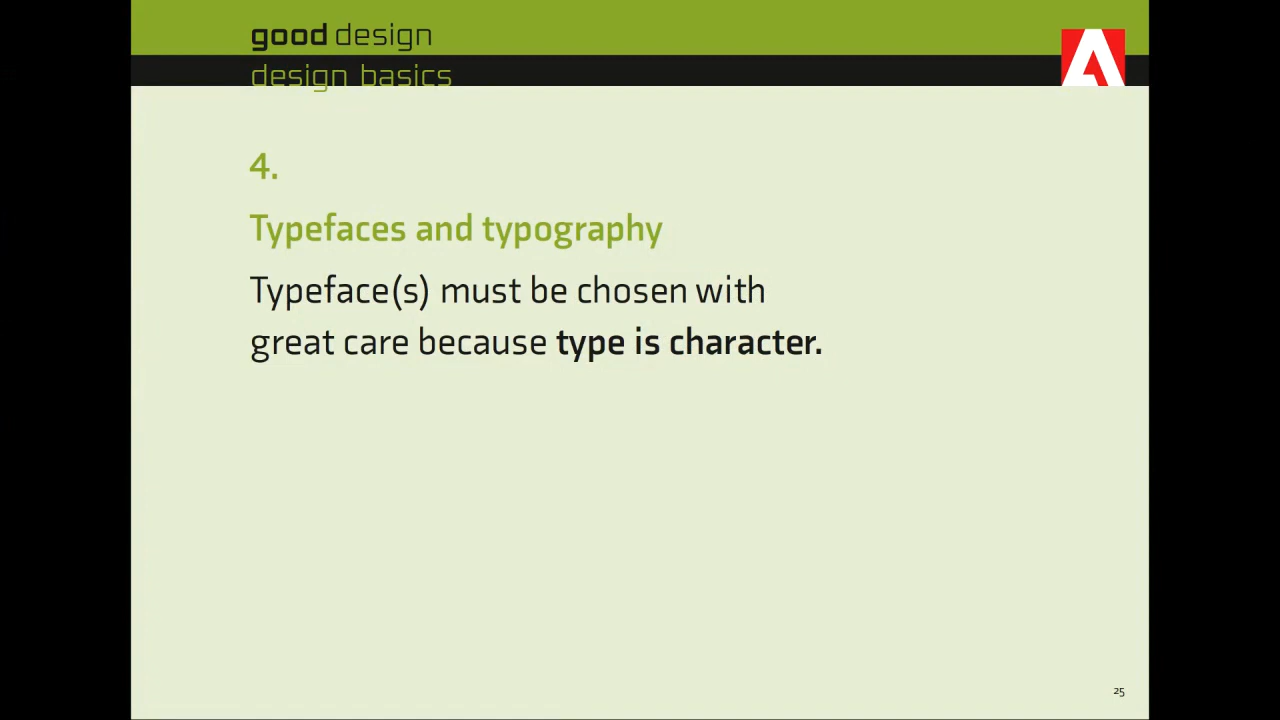 good design
design basics
4.
Typefaces and typography
Typeface(s) must be chosen with
great care because type is character.
25